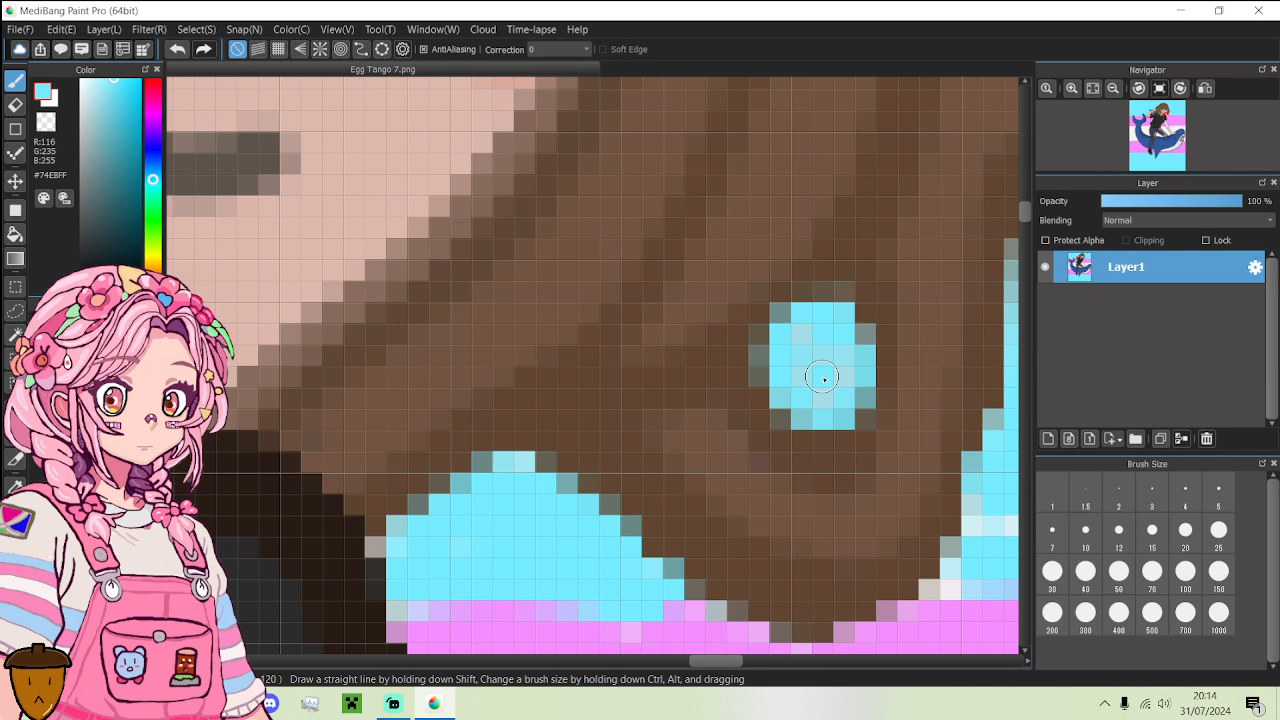 MediBang Paint Pro (64bit)
File(F) Edit(E) Layer(L) Filter(R) Select(S) Snap(N) Color(C) View(V) Tool(T) Window(W) Cloud Time-lapse Help
AntiAliasing Correction 0 Soft Edge
Color
Egg Tango 7.png
Navigator
R:116
G:235
B:255
#74EBFF
Layer
Opacity 100 %
Blending Normal
Protect Alpha Clipping Lock
Layer1
Brush Size
1 1.5 2 3 4 5
7 10 12 15 20 25
30 40 50 70 100 150
200 300 400 500 700 1000
120 ) Draw a straight line by holding down Shift, Change a brush size by holding down Ctrl, Alt, and dragging
20:14
31/07/2024
1